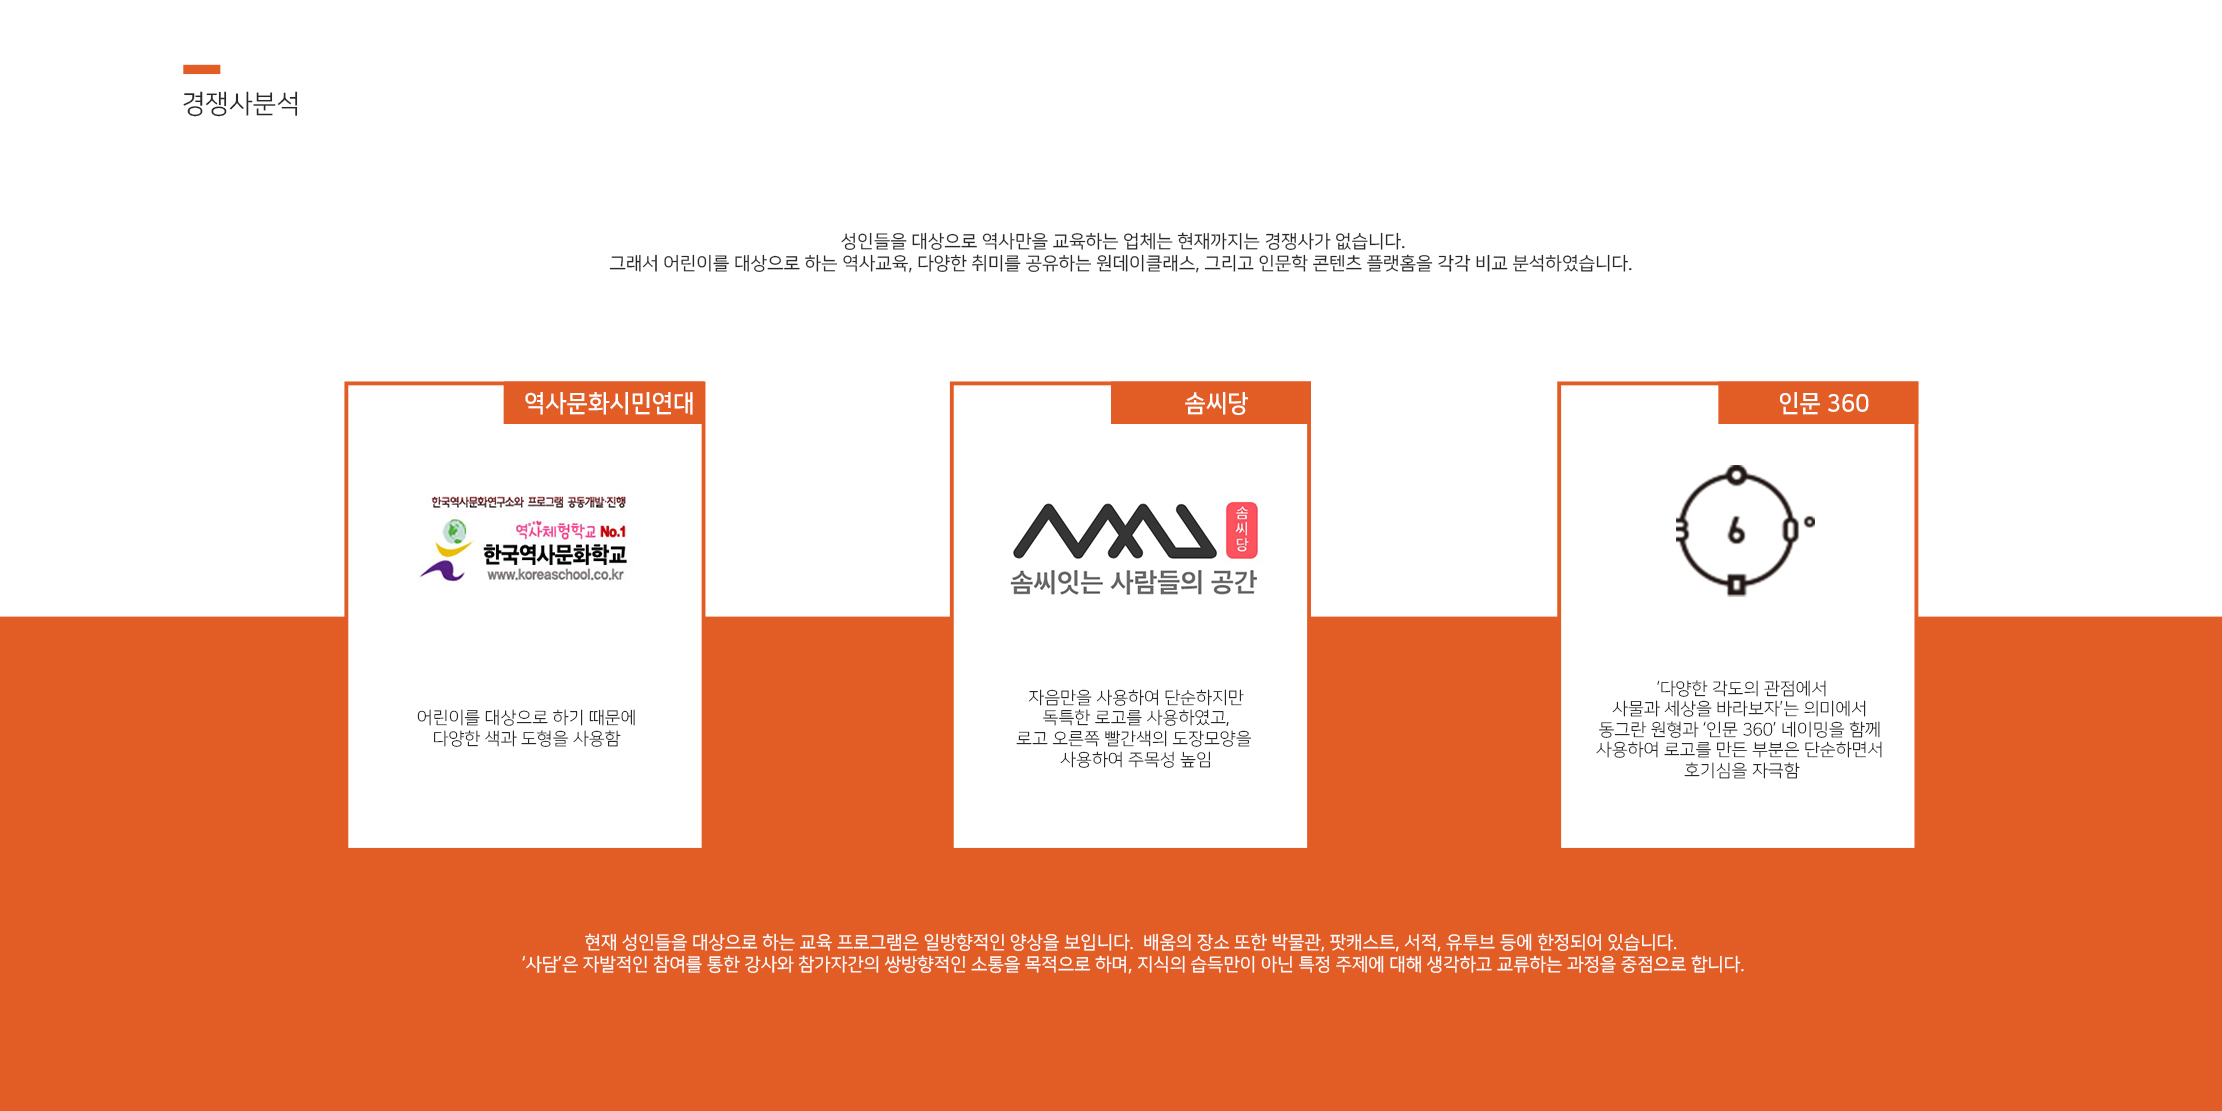 경쟁사분석
성인들을 대상으로 역사만을 교육하는 업체는 현재까지는 경쟁사가 없습니다.
그래서 어린이를 대상으로 하는 역사교육, 다양한 취미를 공유하는 원데이클래스, 그리고 인문학 콘텐츠 플랫홈을 각각 비교 분석하였습니다.
역사문화시민연대
한국역사문화연구소와 프로그램 공동개발·진행
역사체험학교 No.1
한국역사문화학교
www.koreaschool.co.kr
어린이를 대상으로 하기 때문에
다양한 색과 도형을 사용함
솜씨당
솜씨당
솜씨잇는 사람들의 공간
자음만을 사용하여 단순하지만
독특한 로고를 사용하였고,
로고 오른쪽 빨간색의 도장모양을
사용하여 주목성 높임
인문 360
3 6 0°
‘다양한 각도의 관점에서
사물과 세상을 바라보자’는 의미에서
동그란 원형과 ‘인문 360’ 네이밍을 함께
사용하여 로고를 만든 부분은 단순하면서
호기심을 자극함
현재 성인들을 대상으로 하는 교육 프로그램은 일방향적인 양상을 보입니다. 배움의 장소 또한 박물관, 팟캐스트, 서적, 유투브 등에 한정되어 있습니다.
‘사담’은 자발적인 참여를 통한 강사와 참가자간의 쌍방향적인 소통을 목적으로 하며, 지식의 습득만이 아닌 특정 주제에 대해 생각하고 교류하는 과정을 중점으로 합니다.